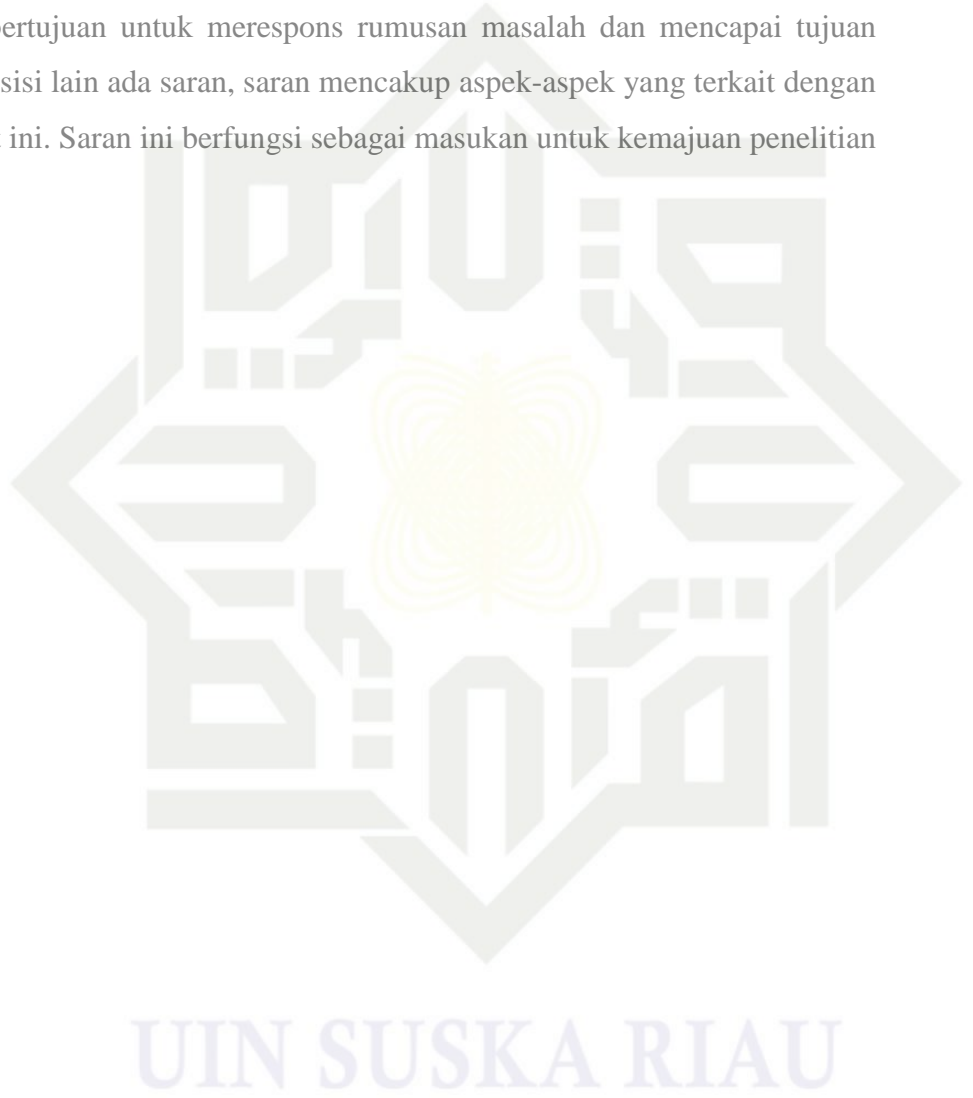 pertujuan untuk merespons rumusan masalah dan mencapai tujuan
sisi lain ada saran, saran mencakup aspek-aspek yang terkait dengan
ini. Saran ini berfungsi sebagai masukan untuk kemajuan penelitian
UIN SUSKA RIAU